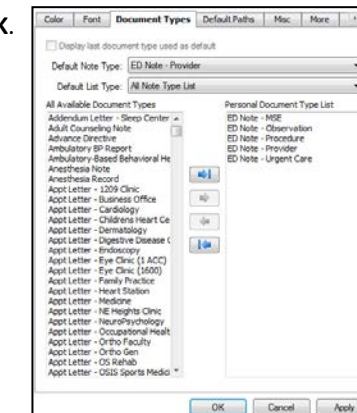 K.
Color Font Document Types Default Paths Misc More
Display last document type used as default
Default Note Type: ED Note - Provider
Default List Type: All Note Type List
All Available Document Types Personal Document Type List
Addendum Letter - Sleep Center
Adult Counseling Note
Advance Directive
Ambulatory BP Report
Ambulatory-Based Behavioral He
Anesthesia Note
Anesthesia Record
Appt Letter - 1209 Clinic
Appt Letter - Business Office
Appt Letter - Cardiology
Appt Letter - Childrens Heart Ce
Appt Letter - Dermatology
Appt Letter - Digestive Disease C
Appt Letter - Endoscopy
Appt Letter - Eye Clinic (1 ACC)
Appt Letter - Eye Clinic (1600)
Appt Letter - Family Practice
Appt Letter - Heart Station
Appt Letter - Medicine
Appt Letter - NE Heights Clinic
Appt Letter - NeuroPsychology
Appt Letter - Occupational Healt
Appt Letter - Ortho Faculty
Appt Letter - Ortho Gen
Appt Letter - OS Rehab
Appt Letter - OSIS Sports Medici
ED Note - MSE
ED Note - Observation
ED Note - Procedure
ED Note - Provider
ED Note - Urgent Care
OK Cancel Apply